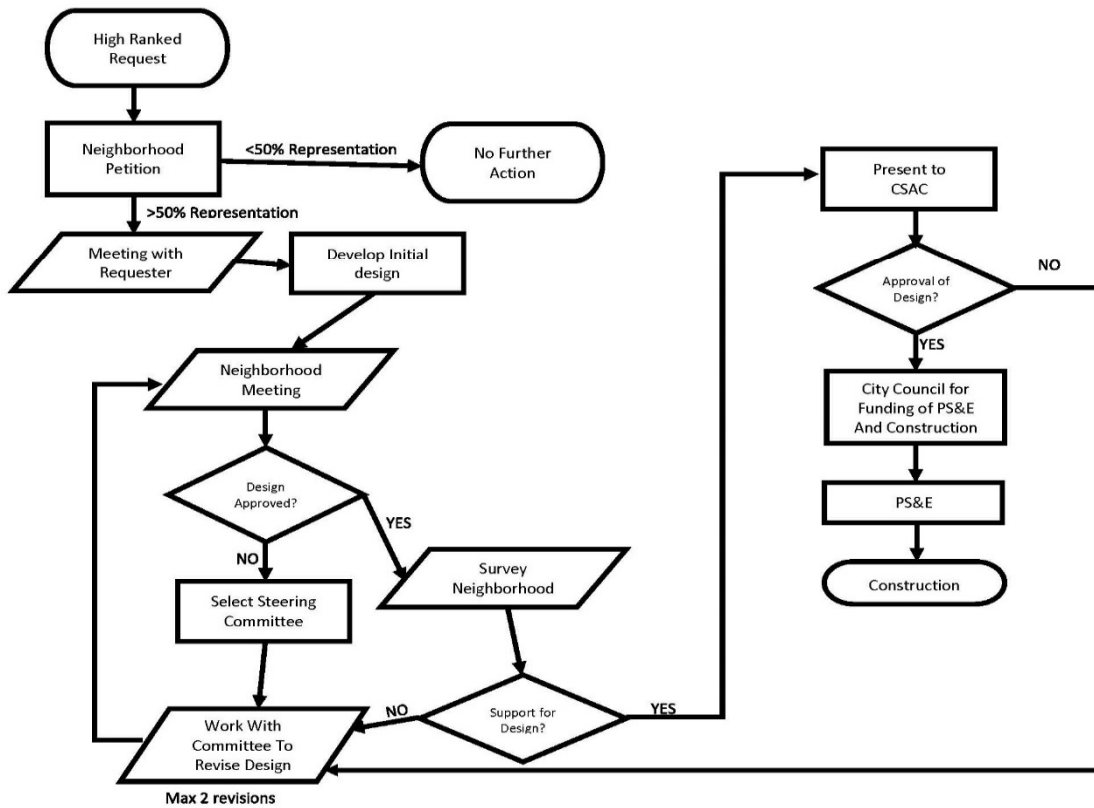 High Ranked
Request
Neighborhood
Petition
<50% Representation
No Further
Action
>50% Representation
Meeting with
Requester
Develop Initial
design
Neighborhood
Meeting
Design
Approved?
YES
NO
Select Steering
Committee
Survey
Neighborhood
Support for
Design?
NO
YES
Work With
Committee To
Revise Design
Max 2 revisions
Present to
CSAC
Approval of
Design?
NO
YES
City Council for
Funding of PS&E
And Construction
PS&E
Construction